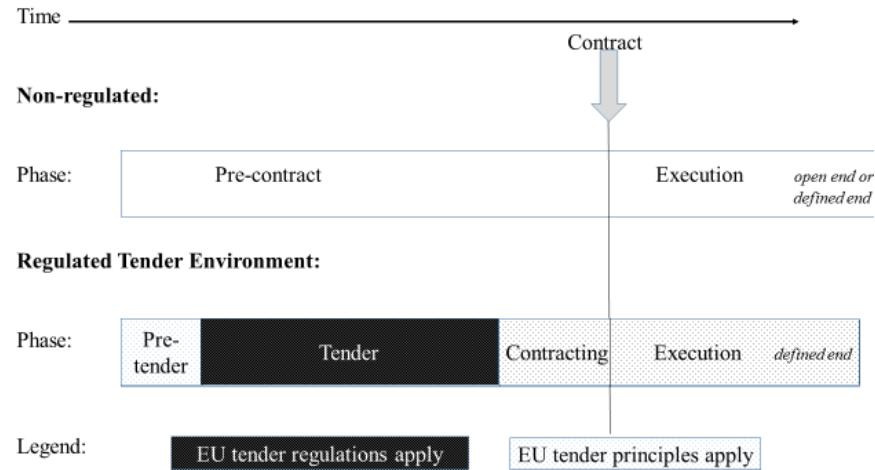 Time
Contract
Non-regulated:
Phase:
Pre-contract
Execution
open end or
defined end
Regulated Tender Environment:
Phase:
Pre-
tender
Tender
Contracting
Execution
defined end
Legend:
EU tender regulations apply
EU tender principles apply